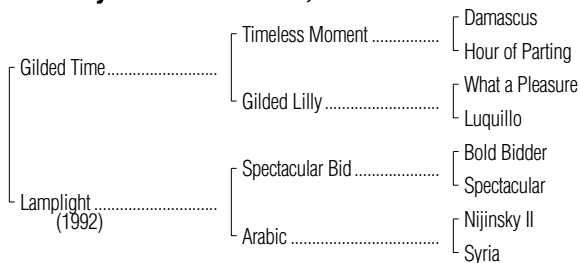 Damascus
Timeless Moment ................
Hour of Parting
Gilded Time..........................
What a Pleasure
Gilded Lilly ...........................
Luquillo
Bold Bidder
Spectacular Bid ....................
Spectacular
Lamplight .............................
(1992)
Nijinsky II
Arabic ...................................
Syria